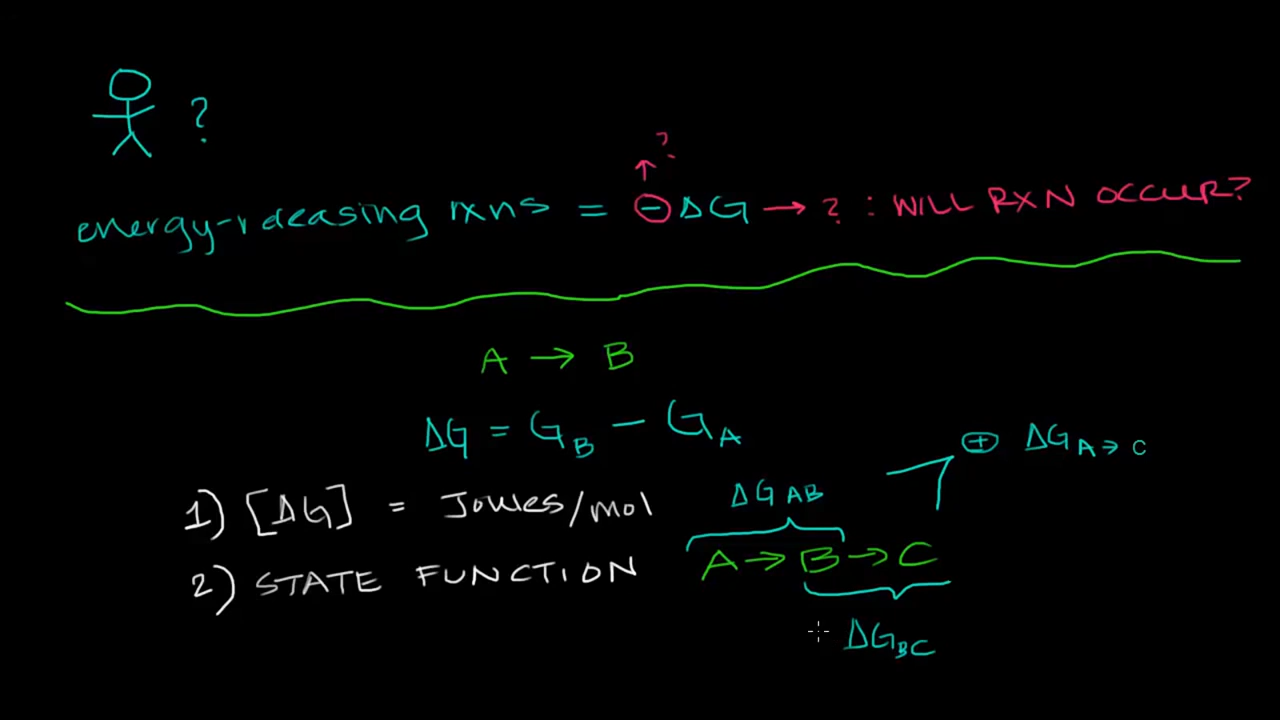 ?
?
energy-releasing rxns = ⊖ΔG → ? : WILL RXN OCCUR?
A → B
ΔG = G_B − G_A
⊕ ΔG_A→C
1) [ΔG] = Joules/mol
ΔG_AB
A → B → C
2) STATE FUNCTION
ΔG_BC